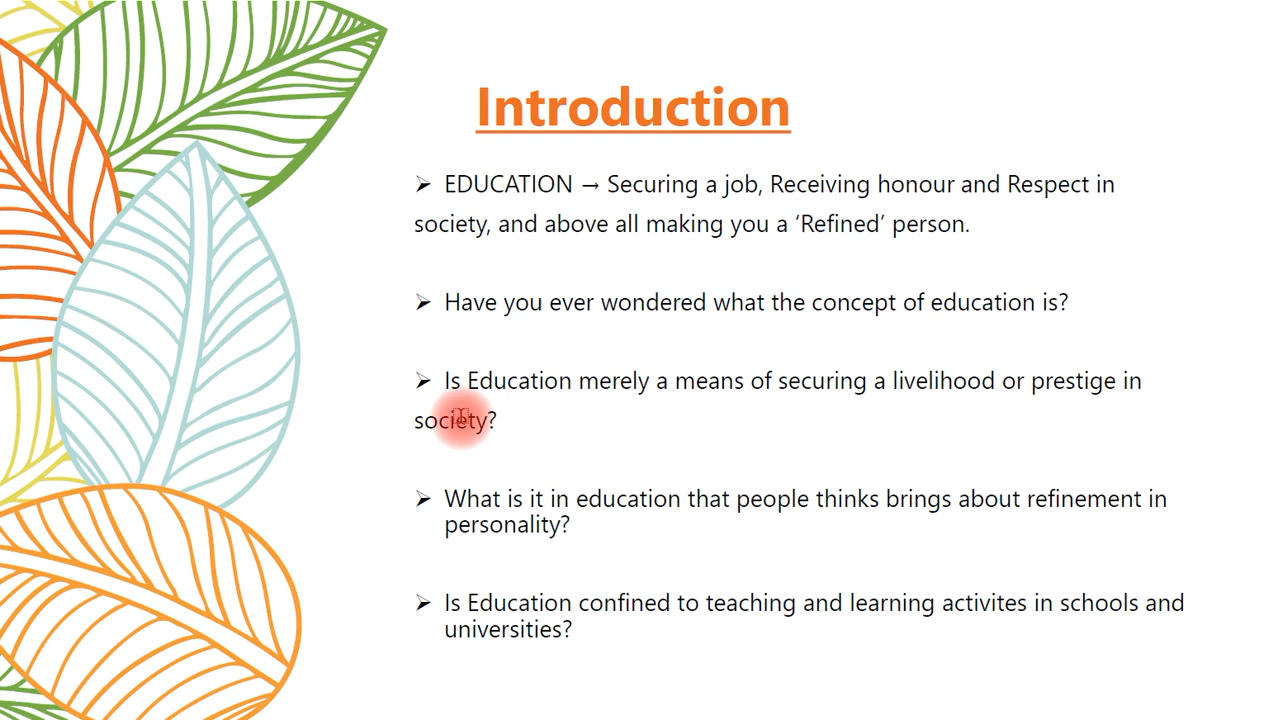 Introduction
➢ EDUCATION → Securing a job, Receiving honour and Respect in
society, and above all making you a ‘Refined’ person.
➢ Have you ever wondered what the concept of education is?
➢ Is Education merely a means of securing a livelihood or prestige in
society?
➢ What is it in education that people thinks brings about refinement in
personality?
➢ Is Education confined to teaching and learning activites in schools and
universities?